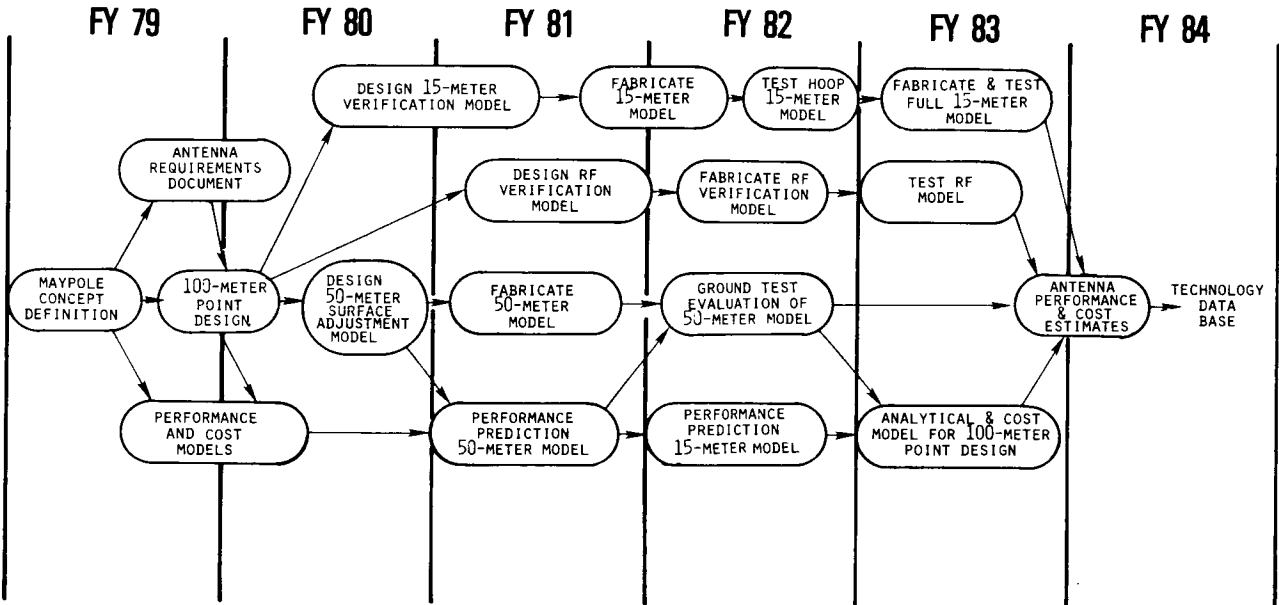 FY 79
FY 80
FY 81
FY 82
FY 83
FY 84
DESIGN 15-METER
VERIFICATION MODEL
FABRICATE
15-METER
MODEL
TEST HOOP
15-METER
MODEL
FABRICATE & TEST
FULL 15-METER
MODEL
ANTENNA
REQUIREMENTS
DOCUMENT
DESIGN RF
VERIFICATION
MODEL
FABRICATE RF
VERIFICATION
MODEL
TEST RF
MODEL
MAYPOLE
CONCEPT
DEFINITION
100-METER
POINT
DESIGN
DESIGN
50-METER
SURFACE
ADJUSTMENT
MODEL
FABRICATE
50-METER
MODEL
GROUND TEST
EVALUATION OF
50-METER MODEL
ANTENNA
PERFORMANCE
& COST
ESTIMATES
TECHNOLOGY
DATA
BASE
PERFORMANCE
AND COST
MODELS
PERFORMANCE
PREDICTION
50-METER MODEL
PERFORMANCE
PREDICTION
15-METER MODEL
ANALYTICAL & COST
MODEL FOR 100-METER
POINT DESIGN